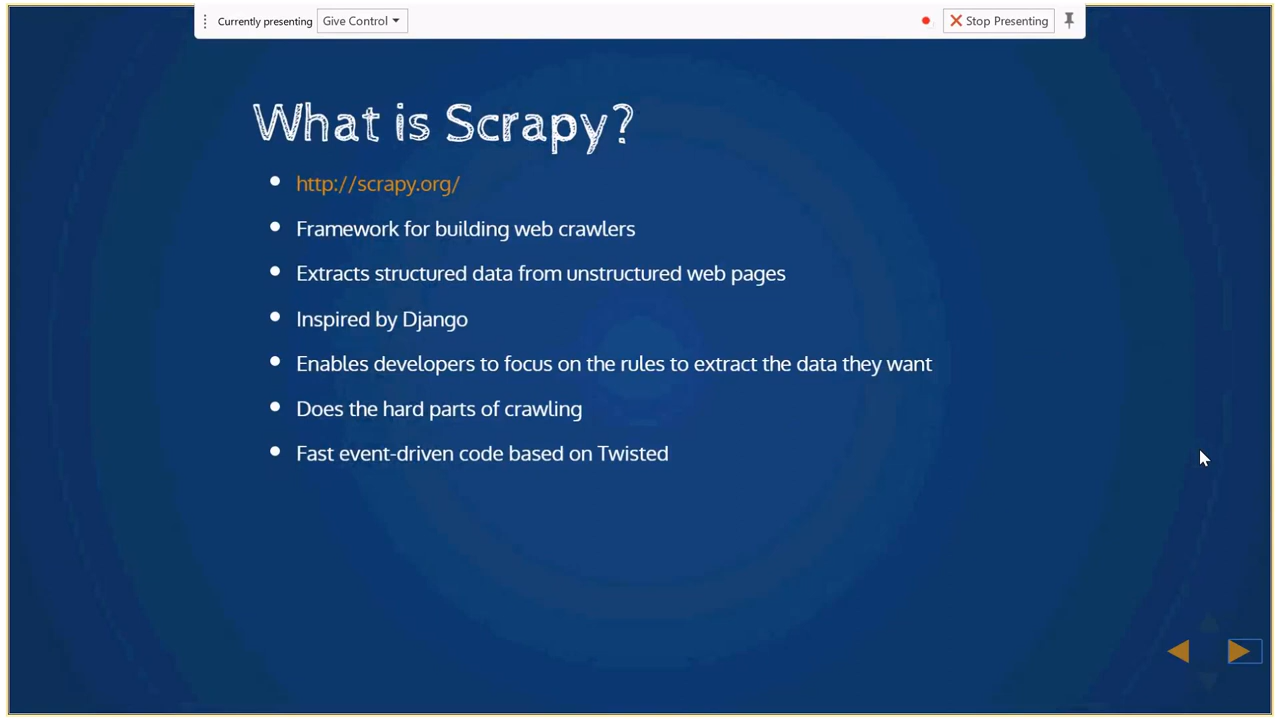 Currently presenting Give Control Stop Presenting
What is Scrapy?
http://scrapy.org/
Framework for building web crawlers
Extracts structured data from unstructured web pages
Inspired by Django
Enables developers to focus on the rules to extract the data they want
Does the hard parts of crawling
Fast event-driven code based on Twisted